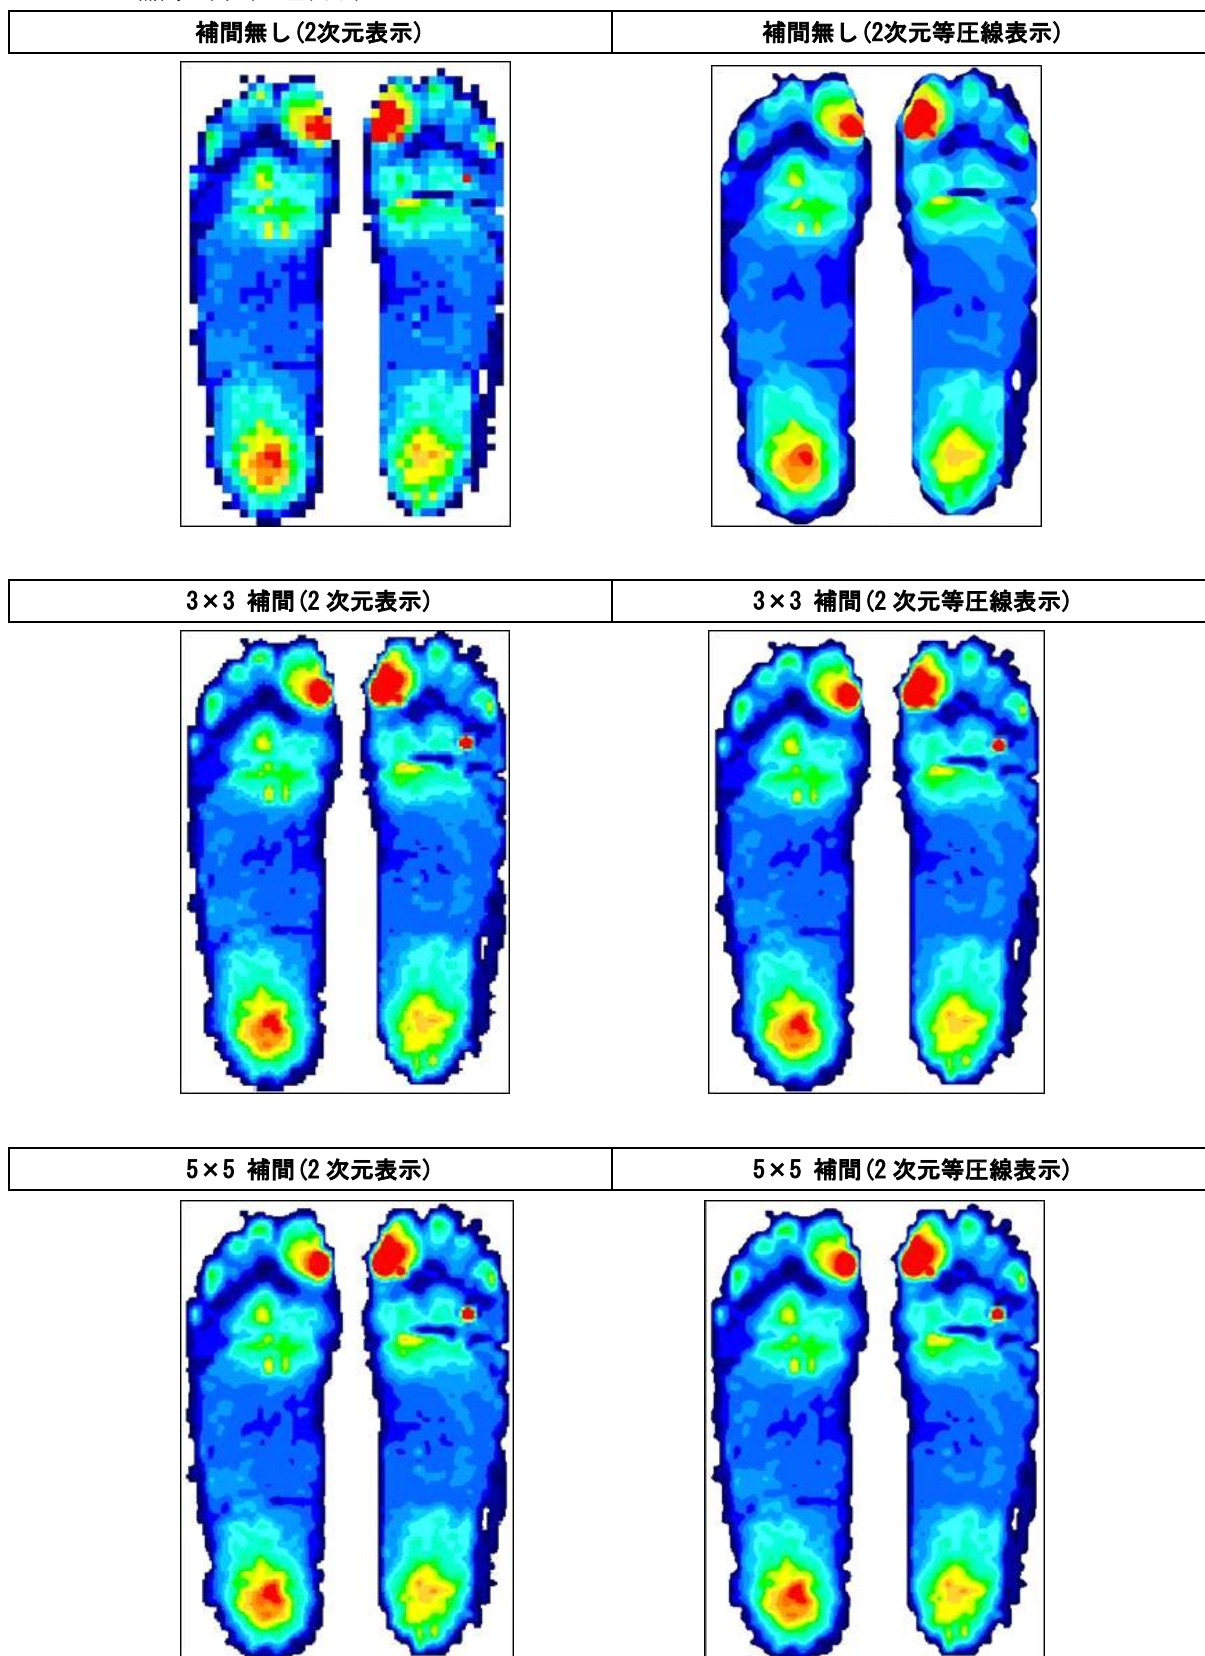 補間無し(2次元表示)
補間無し(2次元等圧線表示)
3×3 補間(2 次元表示)
3×3 補間(2 次元等圧線表示)
5×5 補間(2 次元表示)
5×5 補間(2 次元等圧線表示)